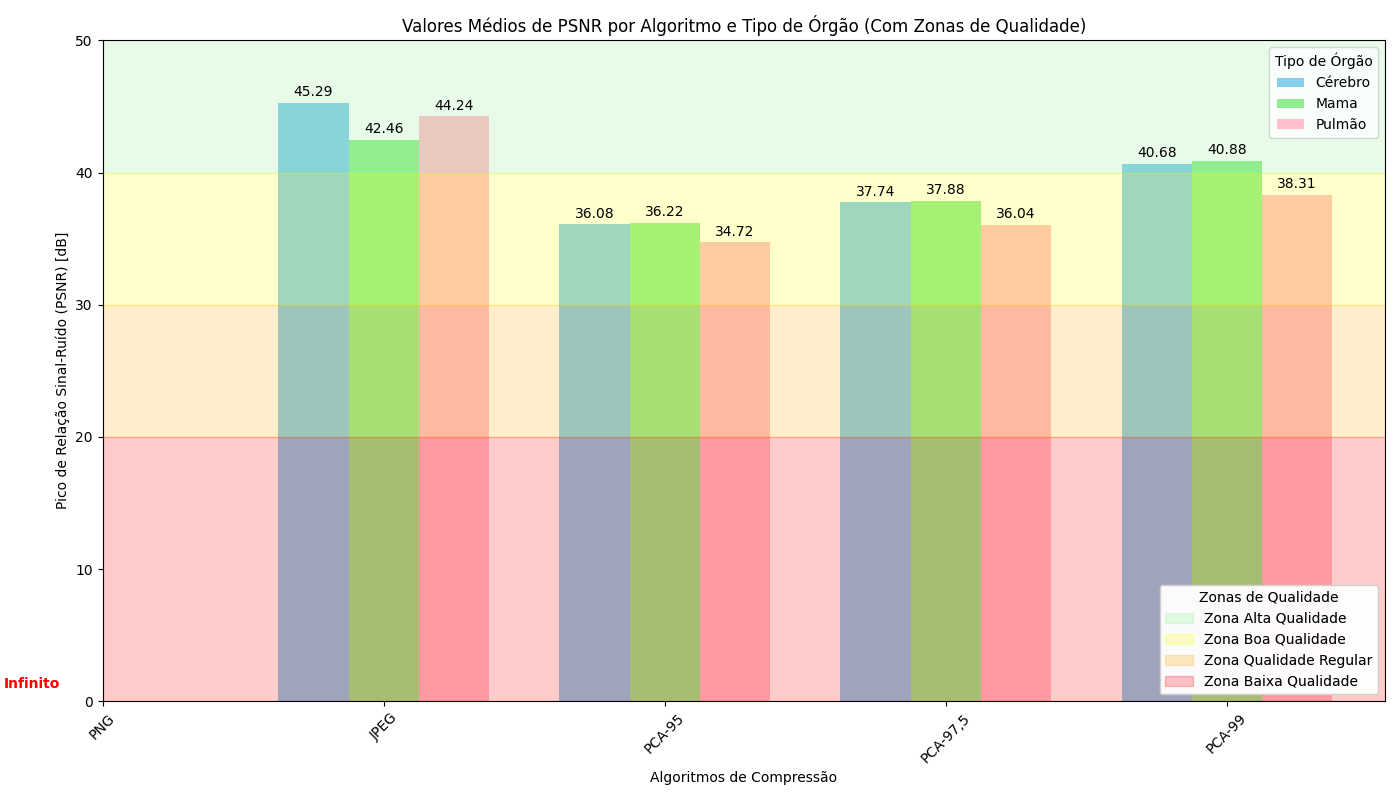 Valores Médios de PSNR por Algoritmo e Tipo de Órgão (Com Zonas de Qualidade)
Pico de Relação Sinal-Ruído (PSNR) [dB]
50
40
30
20
10
0
Infinito
45.29
42.46
44.24
36.08
36.22
34.72
37.74
37.88
36.04
40.68
40.88
38.31
Tipo de Órgão
Cérebro
Mama
Pulmão
Zonas de Qualidade
Zona Alta Qualidade
Zona Boa Qualidade
Zona Qualidade Regular
Zona Baixa Qualidade
PNG
JPEG
PCA-95
PCA-97,5
PCA-99
Algoritmos de Compressão